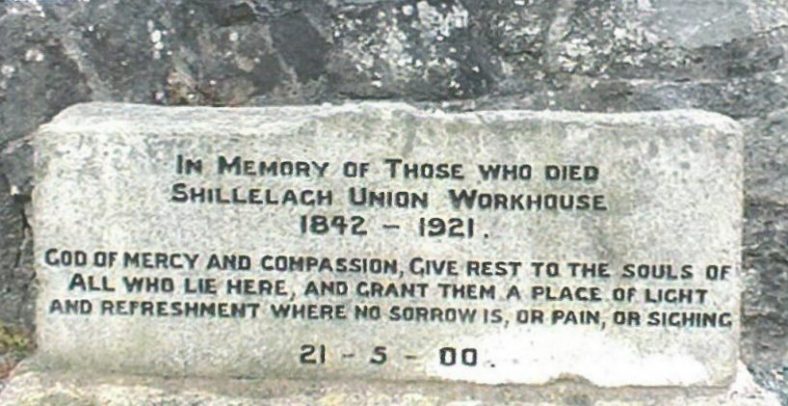 In Memory of Those who died
Shillelagh Union Workhouse
1842 - 1921.
God of mercy and compassion, Give rest to the souls of
All who lie here, and grant them a place of light
and refreshment where no sorrow is, or pain, or sighing
21 - 5 - 00